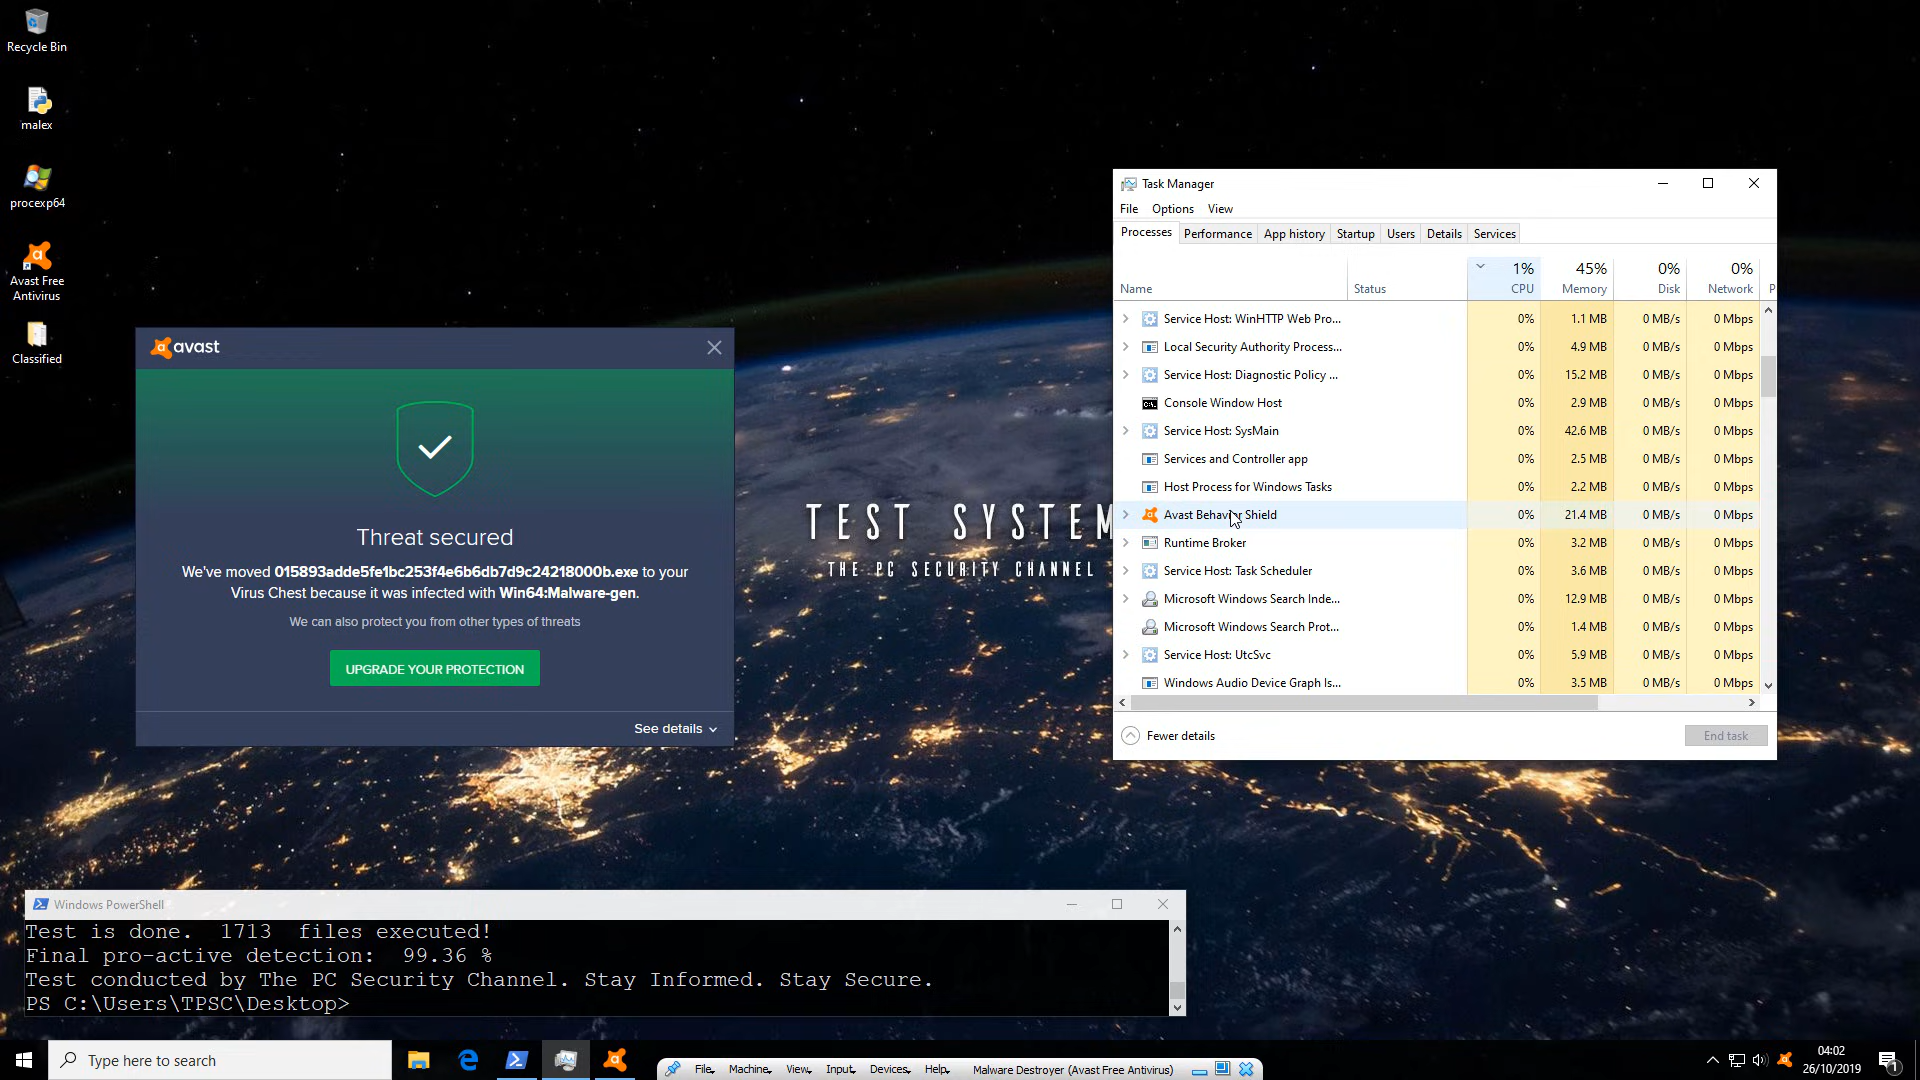 Recycle Bin
malex
procexp64
Avast Free
Antivirus
Classified
avast
Threat secured
We've moved 015893adde5fe1bc253f4e6b6db7d9c24218000b.exe to your
Virus Chest because it was infected with Win64:Malware-gen.
We can also protect you from other types of threats
UPGRADE YOUR PROTECTION
See details
TEST SYSTEM
THE PC SECURITY CHANNEL
Task Manager
File Options View
Processes Performance App history Startup Users Details Services
1% 45% 0% 0%
Name Status CPU Memory Disk Network P
Service Host: WinHTTP Web Pro... 0% 1.1 MB 0 MB/s 0 Mbps
Local Security Authority Process... 0% 4.9 MB 0 MB/s 0 Mbps
Service Host: Diagnostic Policy ... 0% 15.2 MB 0 MB/s 0 Mbps
Console Window Host 0% 2.9 MB 0 MB/s 0 Mbps
Service Host: SysMain 0% 42.6 MB 0 MB/s 0 Mbps
Services and Controller app 0% 2.5 MB 0 MB/s 0 Mbps
Host Process for Windows Tasks 0% 2.2 MB 0 MB/s 0 Mbps
Avast Behavior Shield 0% 21.4 MB 0 MB/s 0 Mbps
Runtime Broker 0% 3.2 MB 0 MB/s 0 Mbps
Service Host: Task Scheduler 0% 3.6 MB 0 MB/s 0 Mbps
Microsoft Windows Search Inde... 0% 12.9 MB 0 MB/s 0 Mbps
Microsoft Windows Search Prot... 0% 1.4 MB 0 MB/s 0 Mbps
Service Host: UtcSvc 0% 5.9 MB 0 MB/s 0 Mbps
Windows Audio Device Graph Is... 0% 3.5 MB 0 MB/s 0 Mbps
Fewer details End task
Windows PowerShell
Test is done. 1713 files executed!
Final pro-active detection: 99.36 %
Test conducted by The PC Security Channel. Stay Informed. Stay Secure.
PS C:\Users\TPSC\Desktop>
Type here to search
File Machine View Input Devices Help Malware Destroyer (Avast Free Antivirus)
04:02
26/10/2019
1